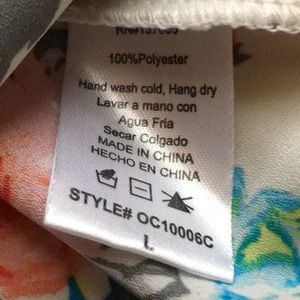 100%Polyester
Hand wash cold, Hang dry
Lavar a mano con
Agua Fria
Secar Colgado
MADE IN CHINA
HECHO EN CHINA
STYLE# OC10006C
L